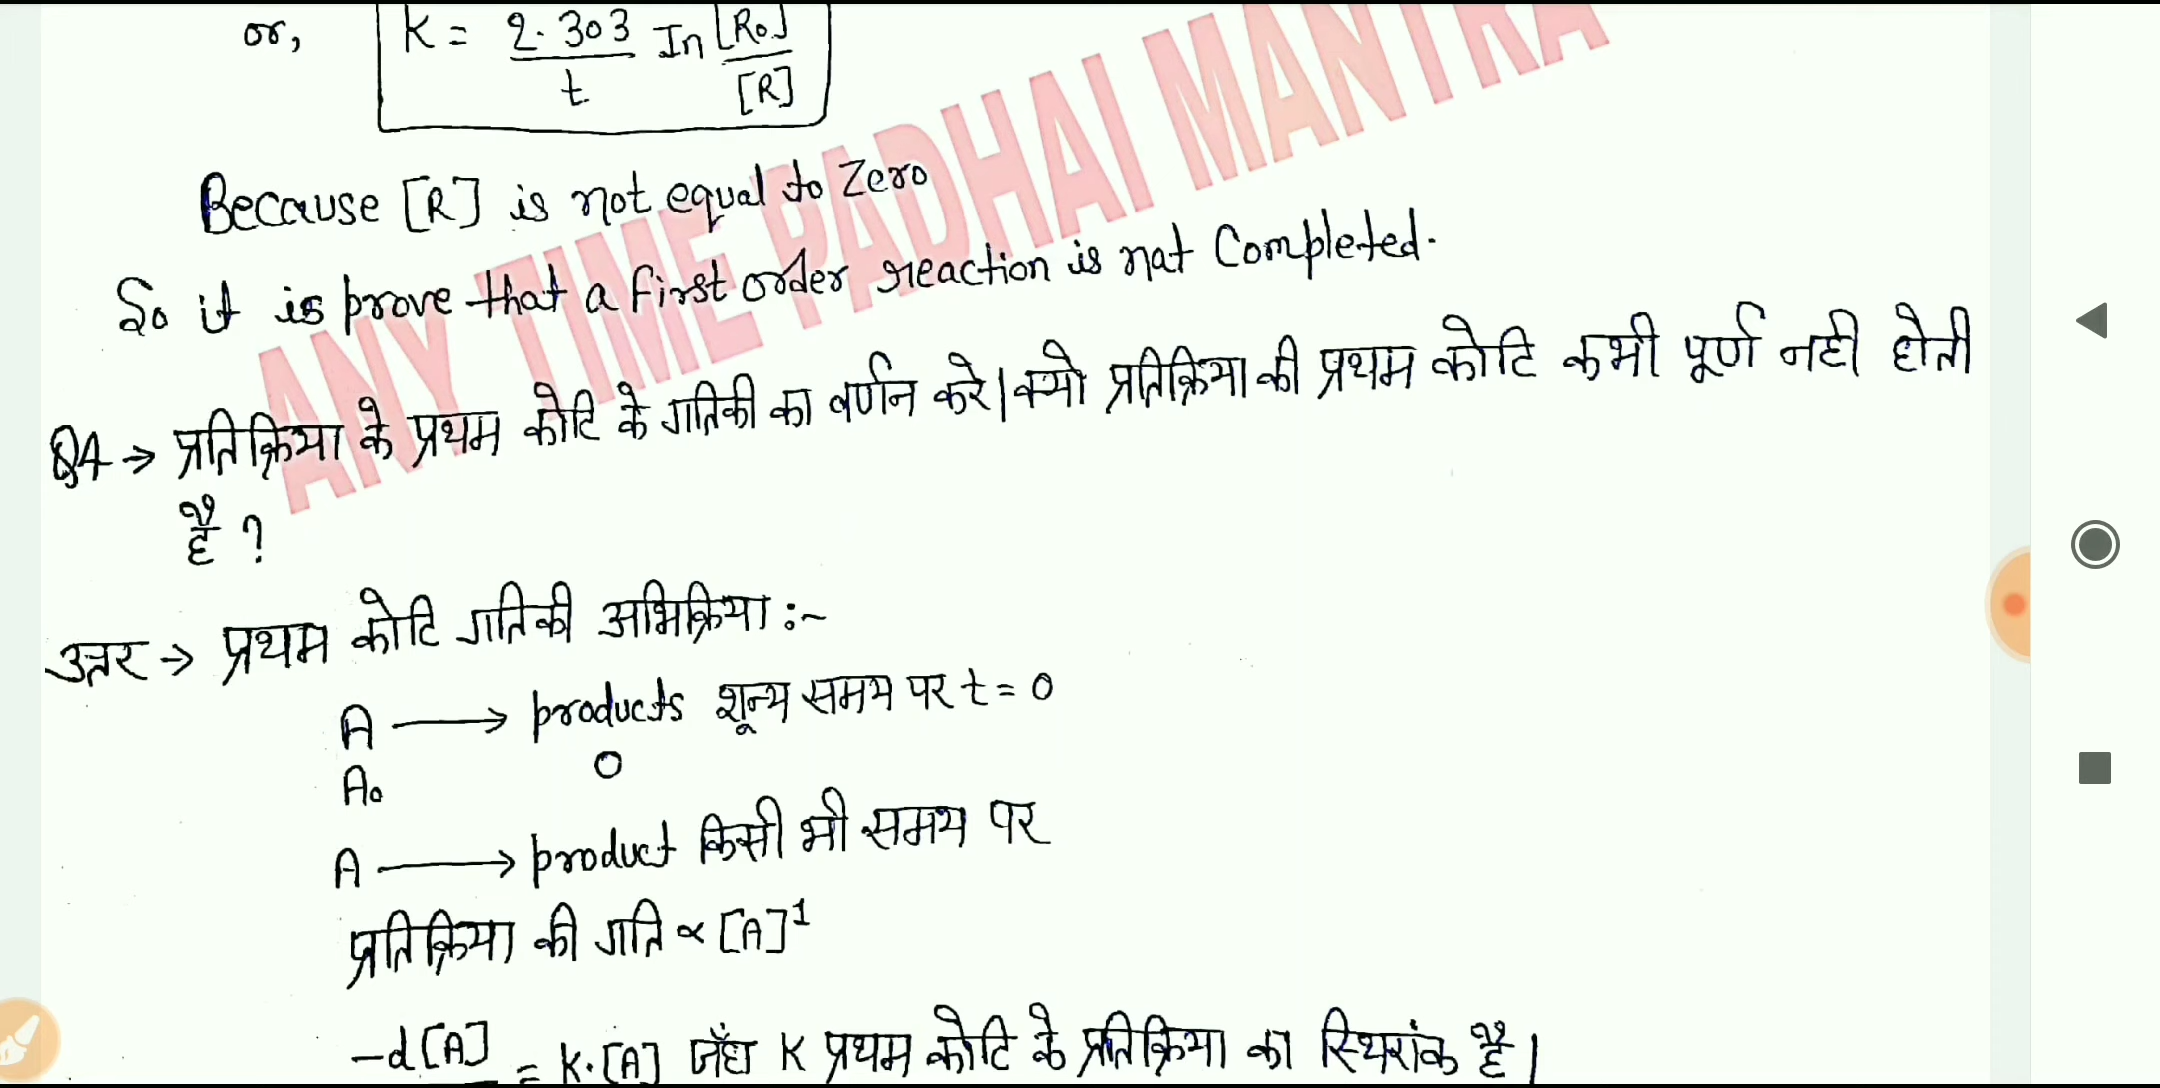 or, K = 2.303/t In [R₀]/[R]
Because [R] is not equal to Zero
So it is prove that a first order reaction is nat Completed.
Q4 → प्रतिक्रिया के प्रथम कोटि के गतिकी का वर्णन करे। क्यो प्रतिक्रिया की प्रथम कोटि कभी पूर्ण नही होती
है ?
उत्तर → प्रथम कोटि गतिकी अभिक्रिया :-
A ⟶ products शून्य समय पर t = 0
A₀ 0
A ⟶ product किसी भी समय पर
प्रतिक्रिया की गति ∝ [A]¹
-d[A] = K.[A] जहाँ K प्रथम कोटि के प्रतिक्रिया का स्थिरांक है।
ANY TIME PADHAI MANTRA